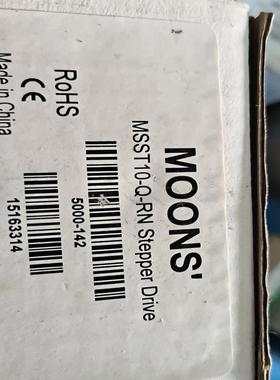 MOONS'
MSST10-Q-RN Stepper Drive
5000-142
RoHS
CE
15163314
Made in China